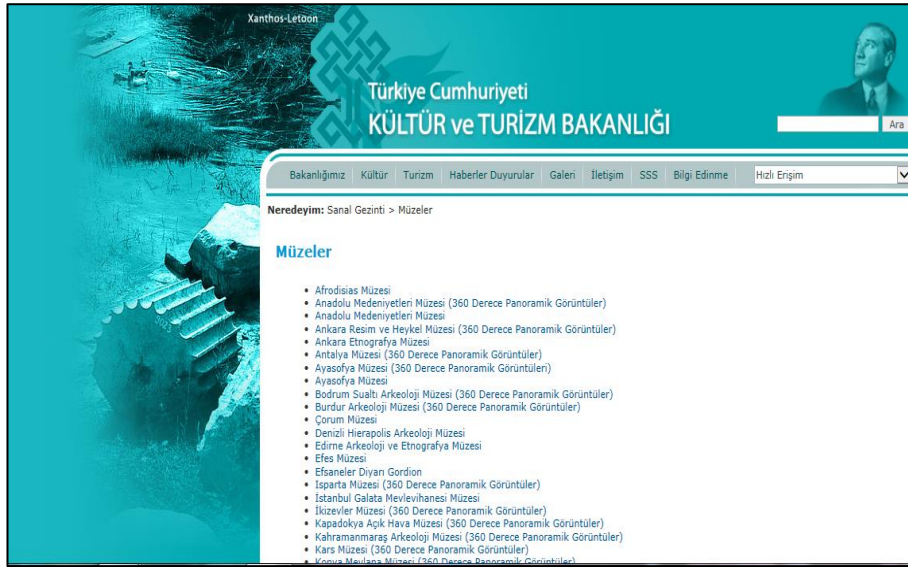 Xanthos-Letoon
Türkiye Cumhuriyeti
KÜLTÜR ve TURİZM BAKANLIĞI
Ara
Bakanlığımız Kültür Turizm Haberler Duyurular Galeri İletişim SSS Bilgi Edinme Hızlı Erişim
Neredeyim: Sanal Gezinti > Müzeler
Müzeler
• Afrodisias Müzesi
• Anadolu Medeniyetleri Müzesi (360 Derece Panoramik Görüntüler)
• Anadolu Medeniyetleri Müzesi
• Ankara Resim ve Heykel Müzesi (360 Derece Panoramik Görüntüler)
• Ankara Etnografya Müzesi
• Antalya Müzesi (360 Derece Panoramik Görüntüler)
• Ayasofya Müzesi (360 Derece Panoramik Görüntüleri)
• Ayasofya Müzesi
• Bodrum Sualtı Arkeoloji Müzesi (360 Derece Panoramik Görüntüler)
• Burdur Arkeoloji Müzesi (360 Derece Panoramik Görüntüler)
• Çorum Müzesi
• Denizli Hierapolis Arkeoloji Müzesi
• Edirne Arkeoloji ve Etnografya Müzesi
• Efes Müzesi
• Efsaneler Diyarı Gordion
• Isparta Müzesi (360 Derece Panoramik Görüntüler)
• İstanbul Galata Mevlevihanesi Müzesi
• İkizevler Müzesi (360 Derece Panoramik Görüntüler)
• Kapadokya Açık Hava Müzesi (360 Derece Panoramik Görüntüler)
• Kahramanmaraş Arkeoloji Müzesi (360 Derece Panoramik Görüntüler)
• Kars Müzesi (360 Derece Panoramik Görüntüler)
• Konya Mevlana Müzesi (360 Derece Panoramik Görüntüler)